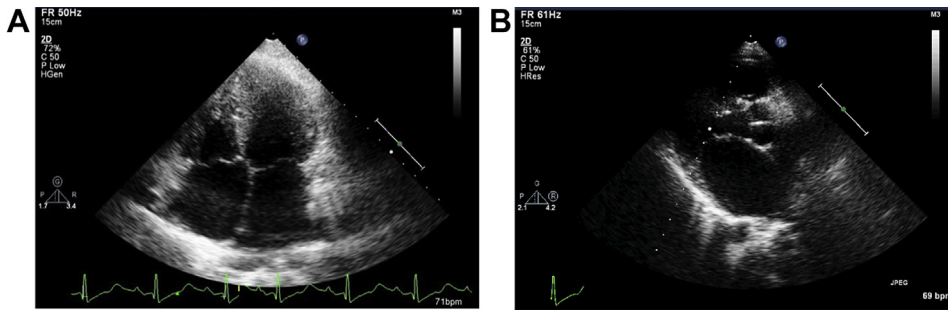 A
FR 50Hz
15cm
M3
2D
72%
C 50
P Low
HGen
P
G
P R
1.7 3.4
71bpm
B
FR 61Hz
15cm
M3
2D
61%
C 50
P Low
HRes
P
G
P R
2.1 4.2
JPEG
69 bpm